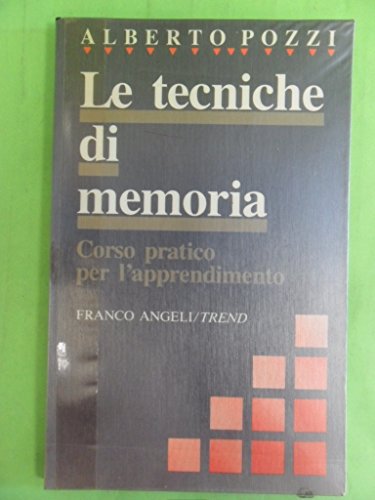 ALBERTO POZZI
Le tecniche
di
memoria
Corso pratico
per l'apprendimento
FRANCO ANGELI/TREND